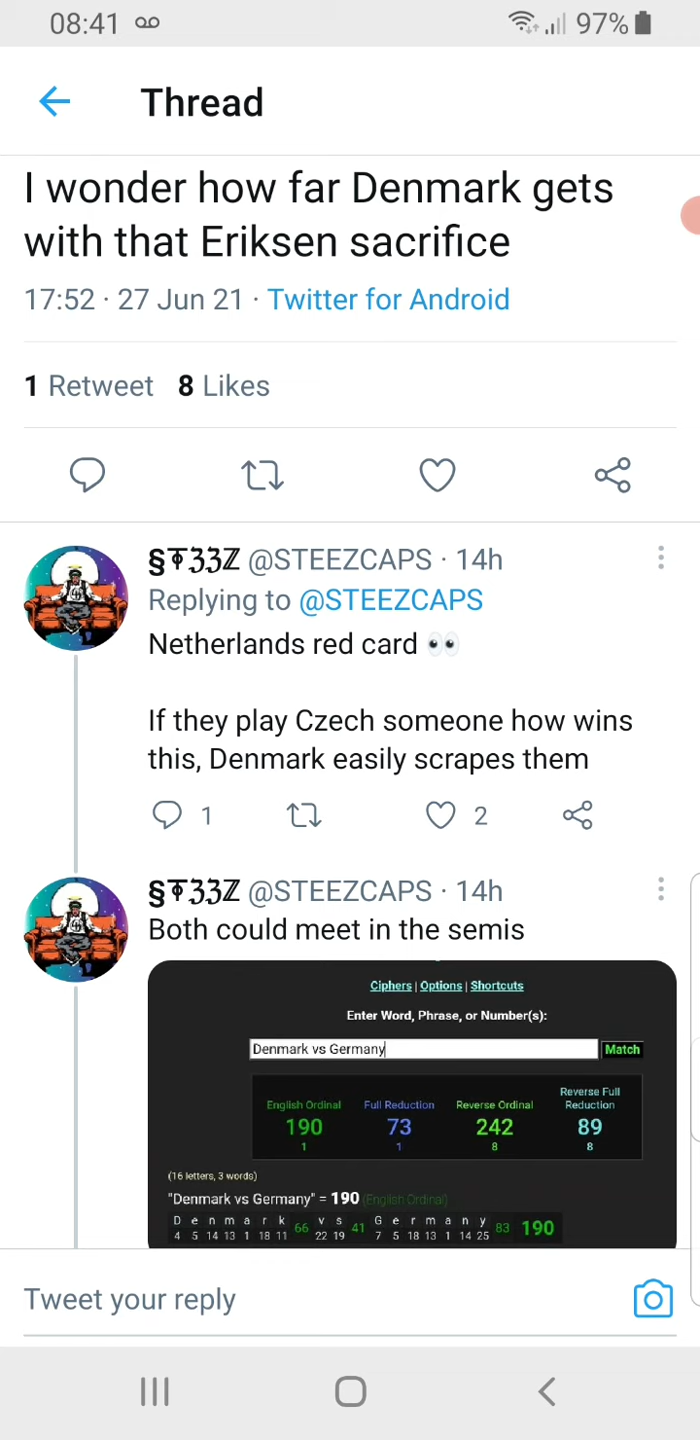 08:41 97%
Thread
I wonder how far Denmark gets
with that Eriksen sacrifice
17:52 · 27 Jun 21 · Twitter for Android
1 Retweet 8 Likes
§₮ვვℤ @STEEZCAPS · 14h
Replying to @STEEZCAPS
Netherlands red card 👀
If they play Czech someone how wins
this, Denmark easily scrapes them
1 2
§₮ვვℤ @STEEZCAPS · 14h
Both could meet in the semis
Ciphers | Options | Shortcuts
Enter Word, Phrase, or Number(s):
Denmark vs Germany Match
English Ordinal Full Reduction Reverse Ordinal Reverse Full Reduction
190 73 242 89
1 1 8 8
(16 letters, 3 words)
"Denmark vs Germany" = 190 (English Ordinal)
D e n m a r k 66 v s 41 G e r m a n y 83 190
4 5 14 13 1 18 11 22 19 7 5 18 13 1 14 25
Tweet your reply